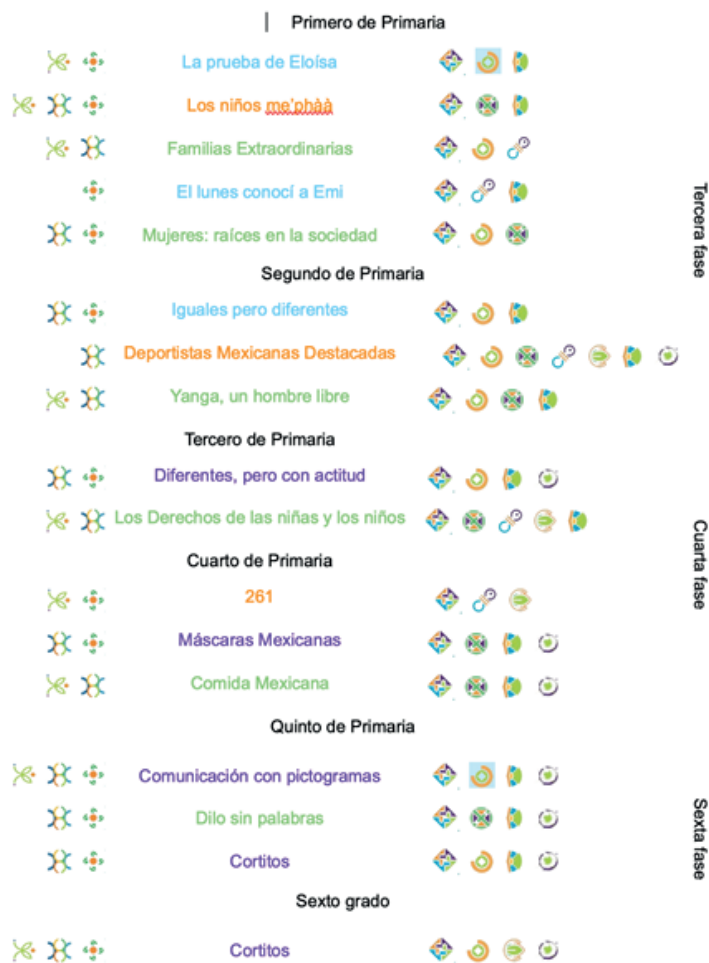 Primero de Primaria
La prueba de Eloísa
Los niños me'phàà
Familias Extraordinarias
El lunes conocí a Emi
Mujeres: raíces en la sociedad
Tercera fase
Segundo de Primaria
Iguales pero diferentes
Deportistas Mexicanas Destacadas
Yanga, un hombre libre
Tercero de Primaria
Diferentes, pero con actitud
Los Derechos de las niñas y los niños
Cuarta fase
Cuarto de Primaria
261
Máscaras Mexicanas
Comida Mexicana
Quinto de Primaria
Comunicación con pictogramas
Dilo sin palabras
Sexta fase
Cortitos
Sexto grado
Cortitos